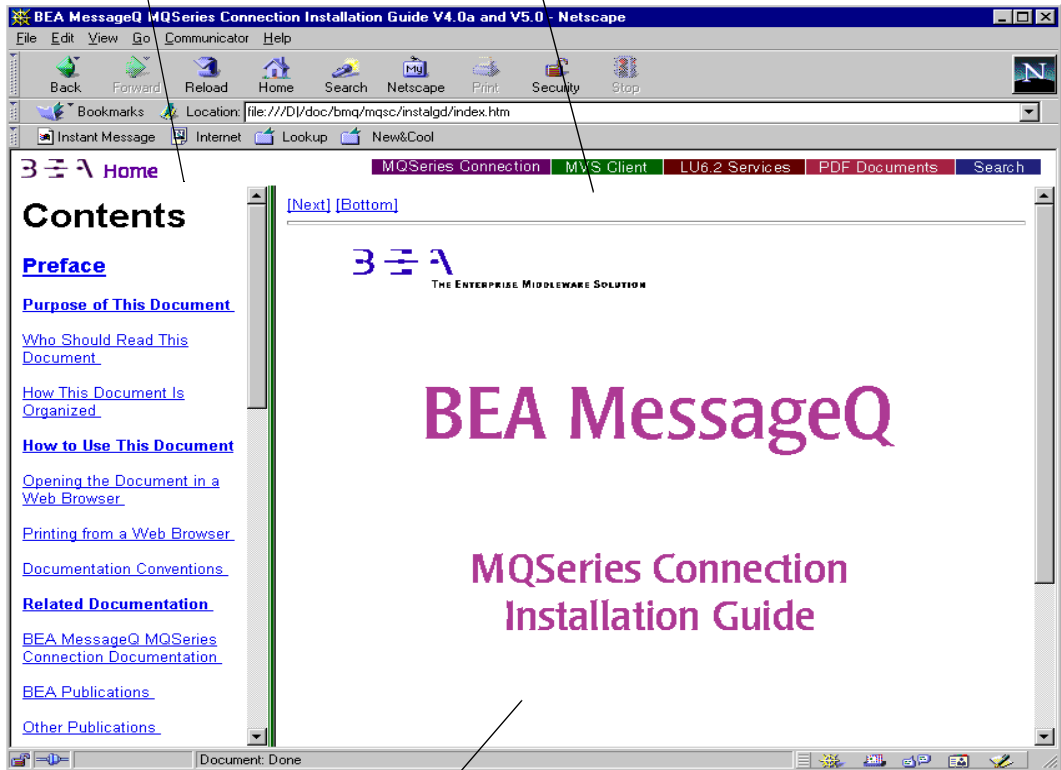 BEA MessageQ MQSeries Connection Installation Guide V4.0a and V5.0 - Netscape
File Edit View Go Communicator Help
Back Forward Reload Home Search Netscape Print Security Stop
My
N
Bookmarks Location: file:///D|/doc/bmq/mqsc/instalgd/index.htm
Instant Message Internet Lookup New&Cool
BEA Home MQSeries Connection MVS Client LU6.2 Services PDF Documents Search
Contents
Preface
Purpose of This Document
Who Should Read This
Document
How This Document Is
Organized
How to Use This Document
Opening the Document in a
Web Browser
Printing from a Web Browser
Documentation Conventions
Related Documentation
BEA MessageQ MQSeries
Connection Documentation
BEA Publications
Other Publications
[Next] [Bottom]
BEA
THE ENTERPRISE MIDDLEWARE SOLUTION
BEA MessageQ
MQSeries Connection
Installation Guide
Document: Done